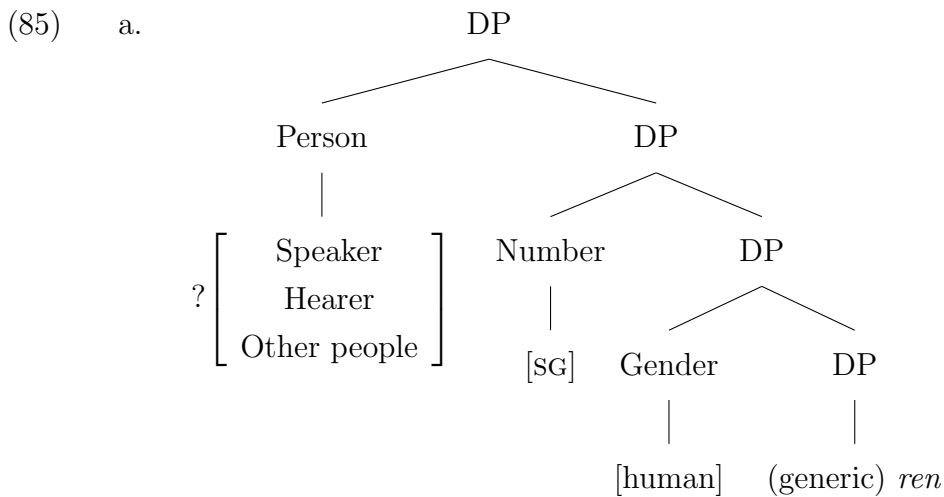 (85) a. DP
Person DP
Speaker Number DP
? Hearer
Other people [SG] Gender DP
[human] (generic) ren